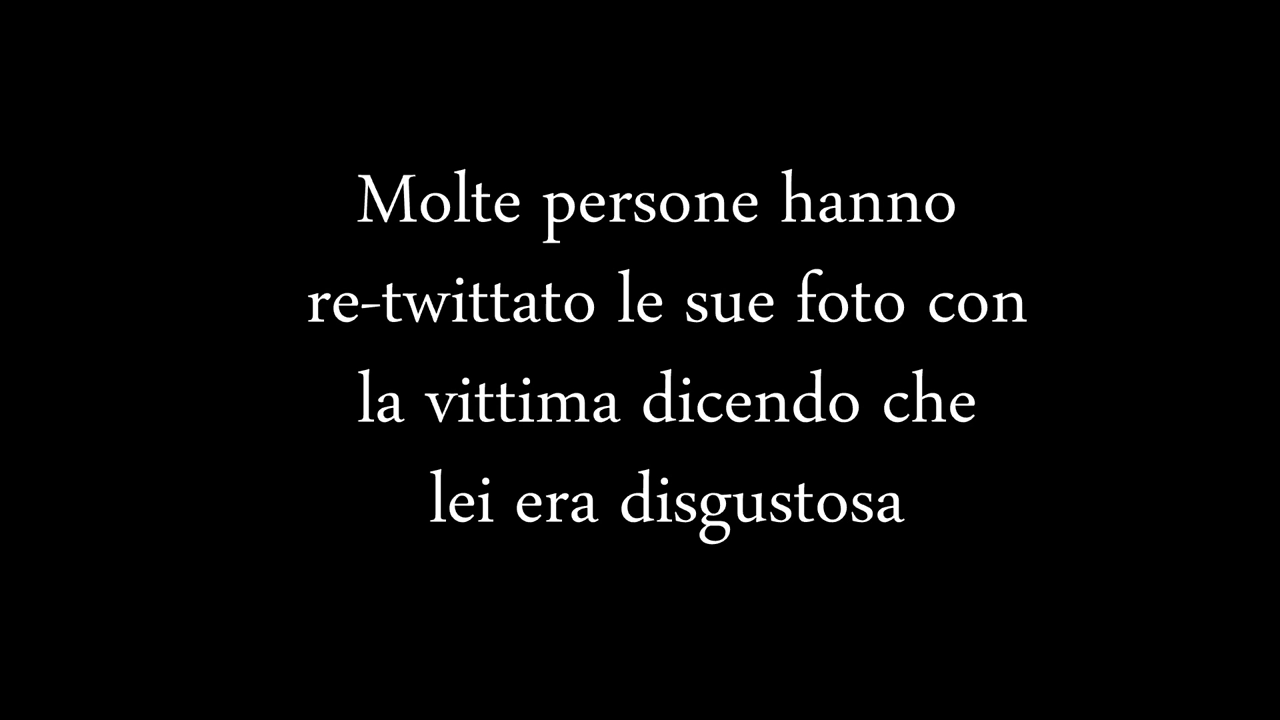 Molte persone hanno
re-twittato le sue foto con
la vittima dicendo che
lei era disgustosa